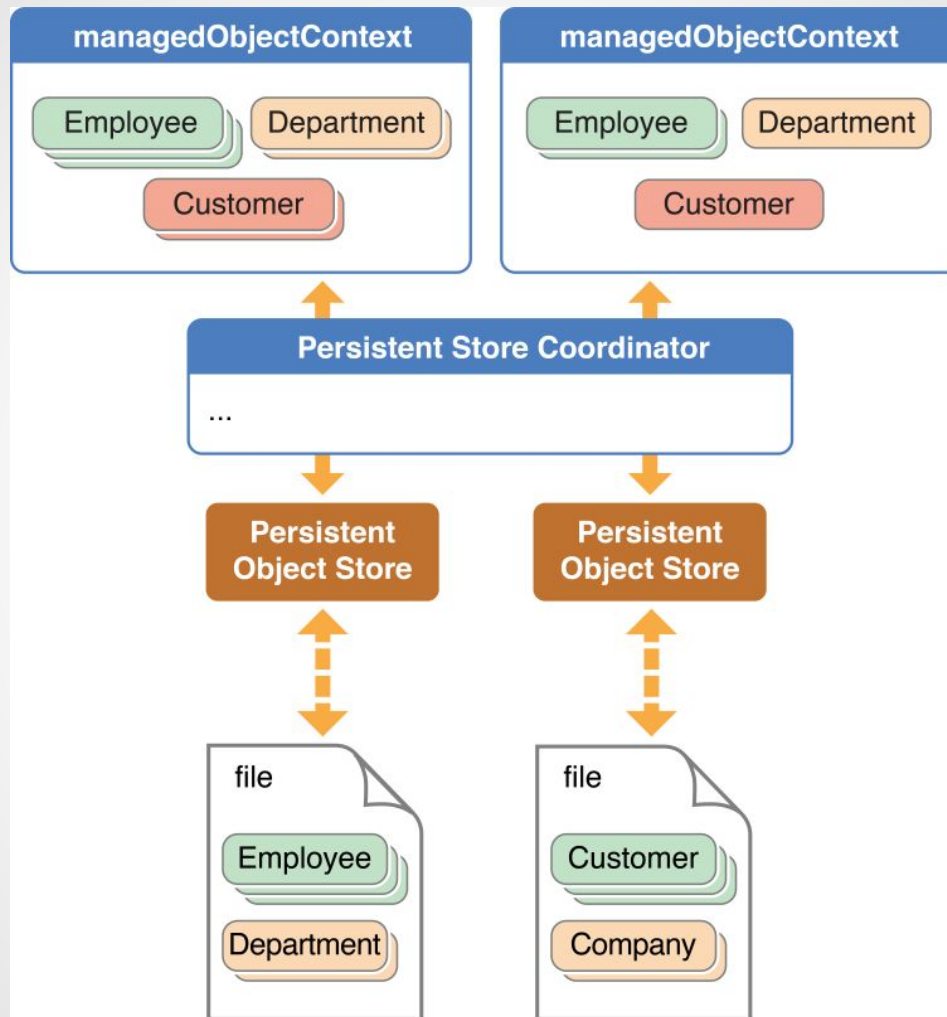 managedObjectContext
Employee
Department
Customer
managedObjectContext
Employee
Department
Customer
Persistent Store Coordinator
...
Persistent
Object Store
Persistent
Object Store
file
Employee
Department
file
Customer
Company